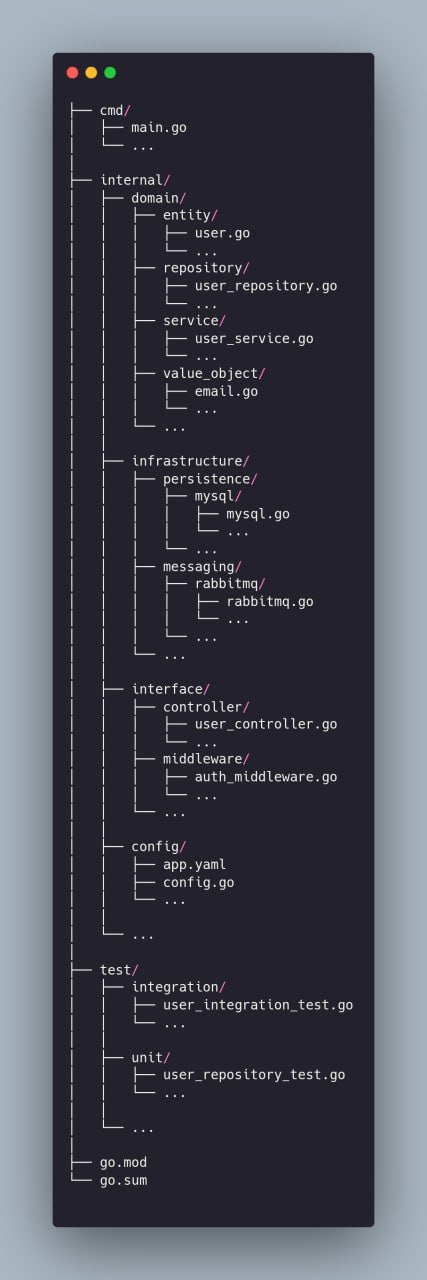 ├── cmd/
│   ├── main.go
│   └── ...
│
├── internal/
│   ├── domain/
│   │   ├── entity/
│   │   │   ├── user.go
│   │   │   └── ...
│   │   ├── repository/
│   │   │   ├── user_repository.go
│   │   │   └── ...
│   │   ├── service/
│   │   │   ├── user_service.go
│   │   │   └── ...
│   │   ├── value_object/
│   │   │   ├── email.go
│   │   │   └── ...
│   │   └── ...
│   │
│   ├── infrastructure/
│   │   ├── persistence/
│   │   │   ├── mysql/
│   │   │   │   ├── mysql.go
│   │   │   │   └── ...
│   │   │   └── ...
│   │   ├── messaging/
│   │   │   ├── rabbitmq/
│   │   │   │   ├── rabbitmq.go
│   │   │   │   └── ...
│   │   │   └── ...
│   │   └── ...
│   │
│   ├── interface/
│   │   ├── controller/
│   │   │   ├── user_controller.go
│   │   │   └── ...
│   │   ├── middleware/
│   │   │   ├── auth_middleware.go
│   │   │   └── ...
│   │   └── ...
│   │
│   ├── config/
│   │   ├── app.yaml
│   │   ├── config.go
│   │   └── ...
│   │
│   └── ...
│
├── test/
│   ├── integration/
│   │   ├── user_integration_test.go
│   │   └── ...
│   │
│   ├── unit/
│   │   ├── user_repository_test.go
│   │   └── ...
│   │
│   └── ...
│
├── go.mod
└── go.sum